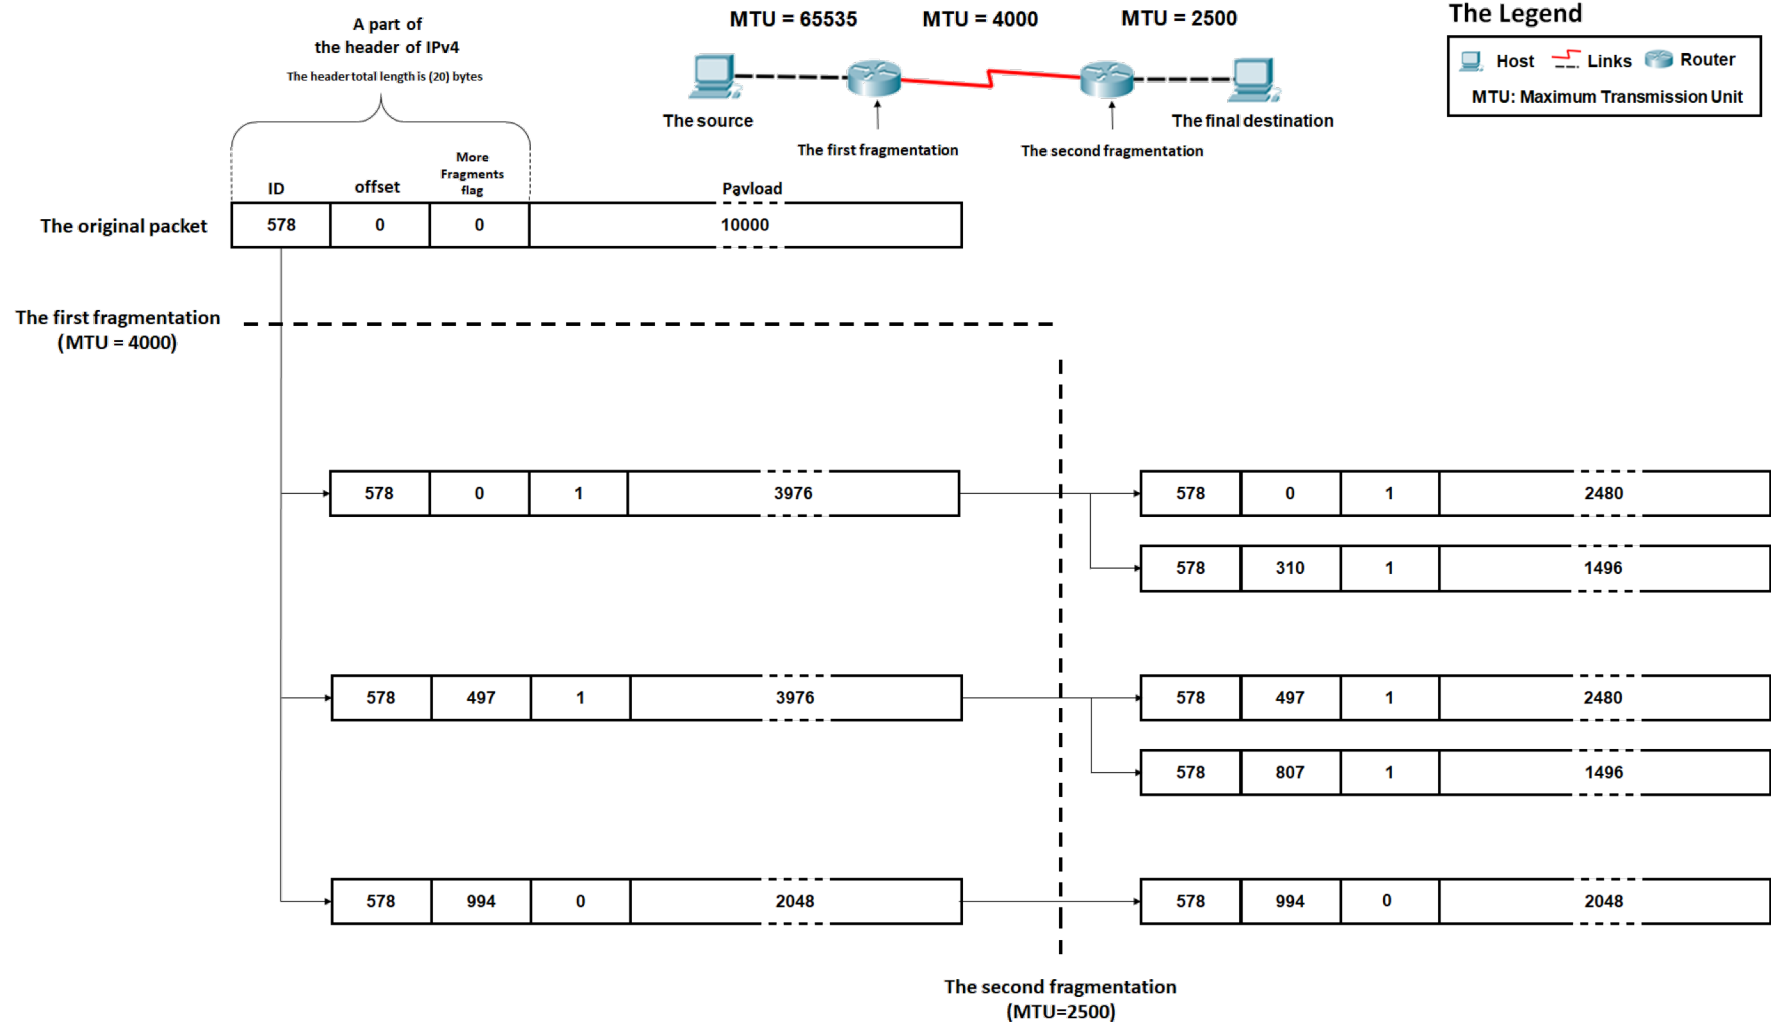 MTU = 65535 MTU = 4000 MTU = 2500
The Legend
Host Links Router
MTU: Maximum Transmission Unit
A part of
the header of IPv4
The header total length is (20) bytes
The source
The final destination
The first fragmentation
The second fragmentation
ID offset More
Fragments
flag
Payload
The original packet 578 0 0 10000
The first fragmentation
(MTU = 4000)
578 0 1 3976 578 0 1 2480
578 310 1 1496
578 497 1 3976 578 497 1 2480
578 807 1 1496
578 994 0 2048 578 994 0 2048
The second fragmentation
(MTU=2500)